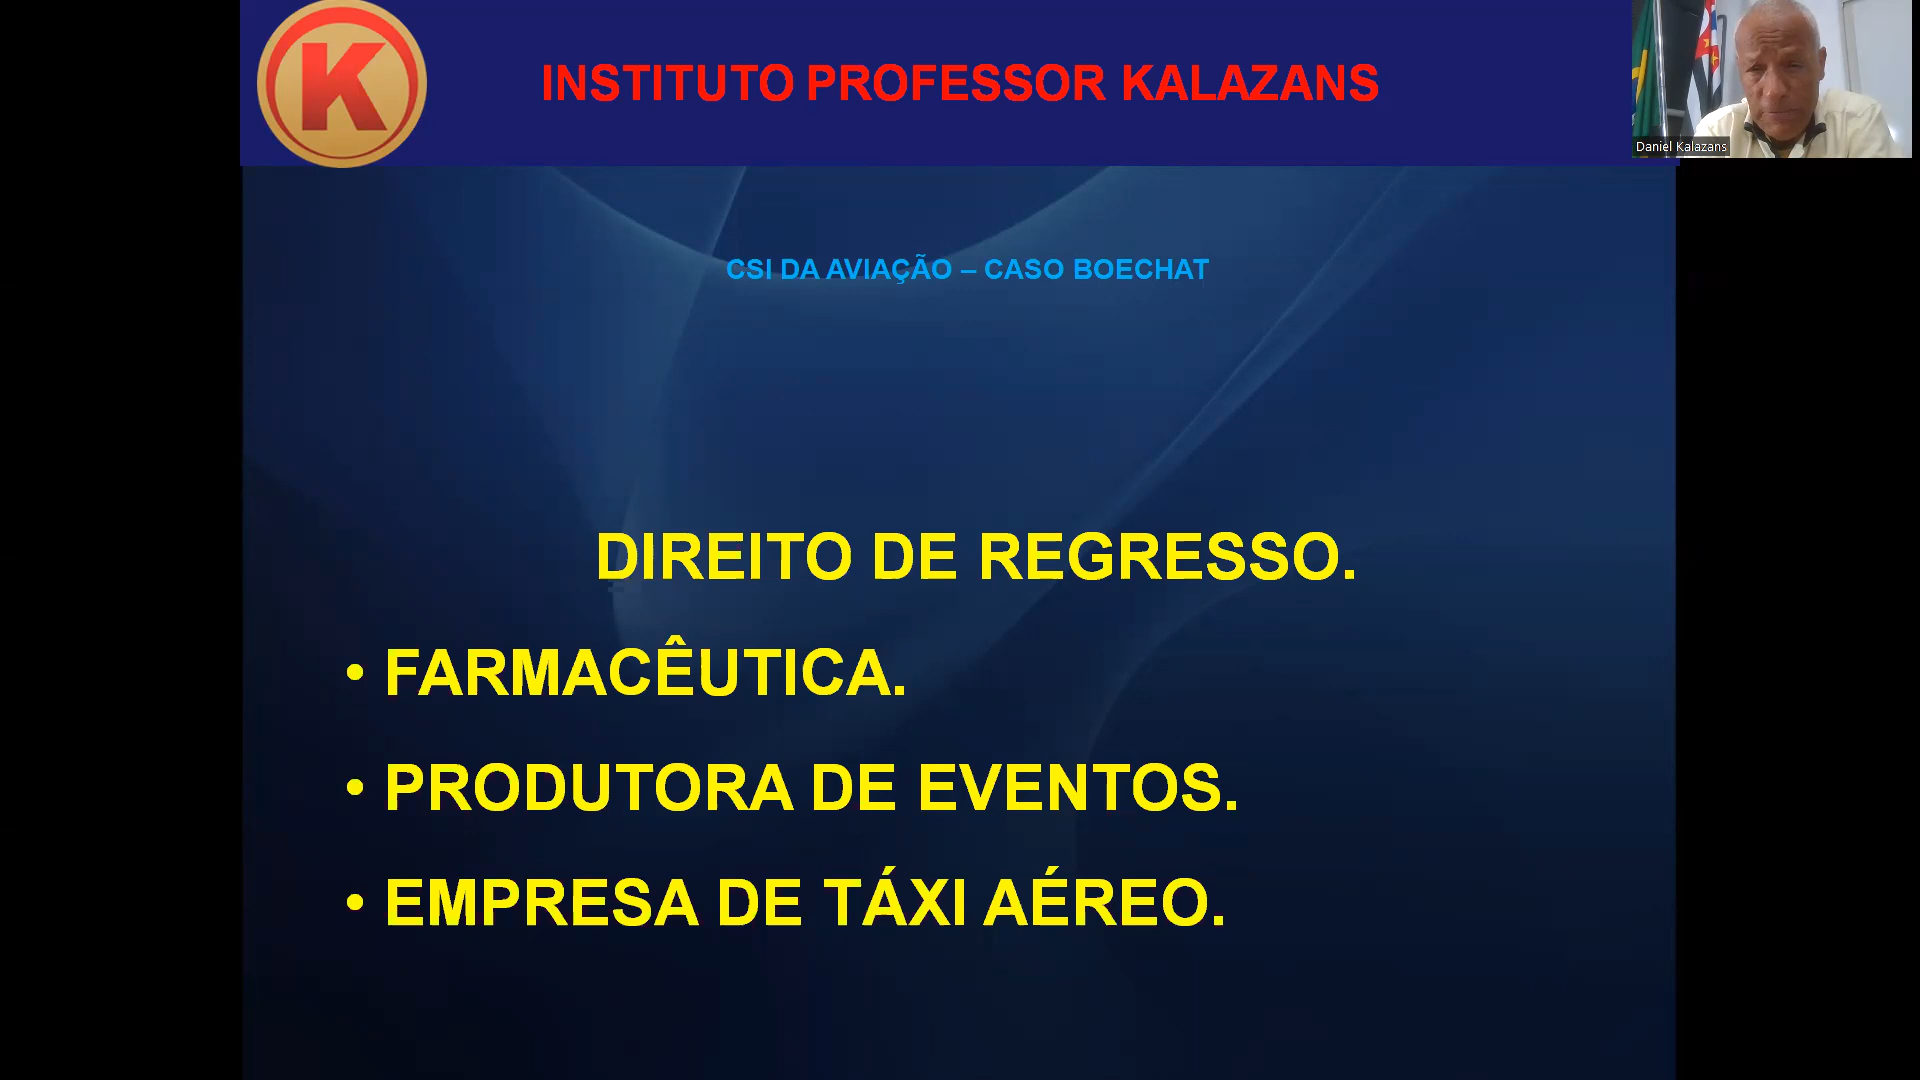 K
INSTITUTO PROFESSOR KALAZANS
Daniel Kalazans
CSI DA AVIAÇÃO – CASO BOECHAT
DIREITO DE REGRESSO.
• FARMACÊUTICA.
• PRODUTORA DE EVENTOS.
• EMPRESA DE TÁXI AÉREO.